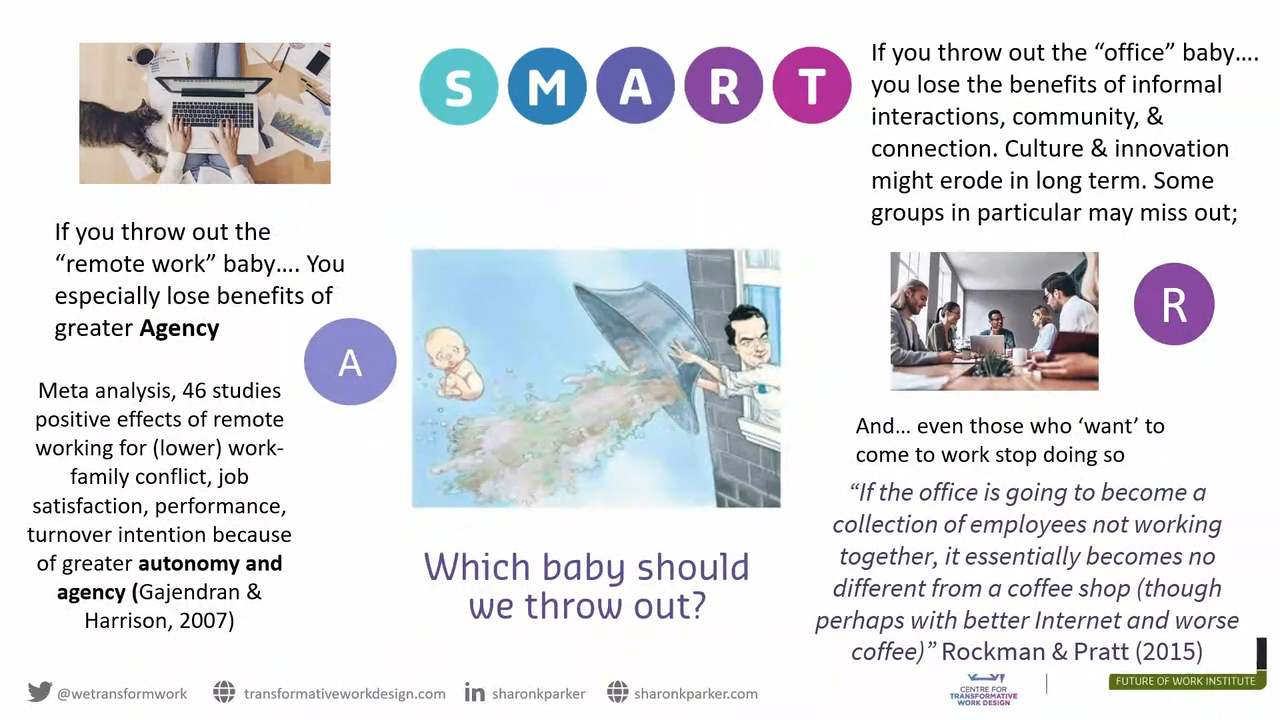 S M A R T
If you throw out the
“remote work” baby…. You
especially lose benefits of
greater Agency
A
Meta analysis, 46 studies
positive effects of remote
working for (lower) work-
family conflict, job
satisfaction, performance,
turnover intention because
of greater autonomy and
agency (Gajendran &
Harrison, 2007)
Which baby should
we throw out?
If you throw out the “office” baby….
you lose the benefits of informal
interactions, community, &
connection. Culture & innovation
might erode in long term. Some
groups in particular may miss out;
R
And… even those who ‘want’ to
come to work stop doing so
“If the office is going to become a
collection of employees not working
together, it essentially becomes no
different from a coffee shop (though
perhaps with better Internet and worse
coffee)” Rockman & Pratt (2015)
@wetransformwork
transformativeworkdesign.com
in sharonkparker
sharonkparker.com
CENTRE FOR
TRANSFORMATIVE
WORK DESIGN
FUTURE OF WORK INSTITUTE